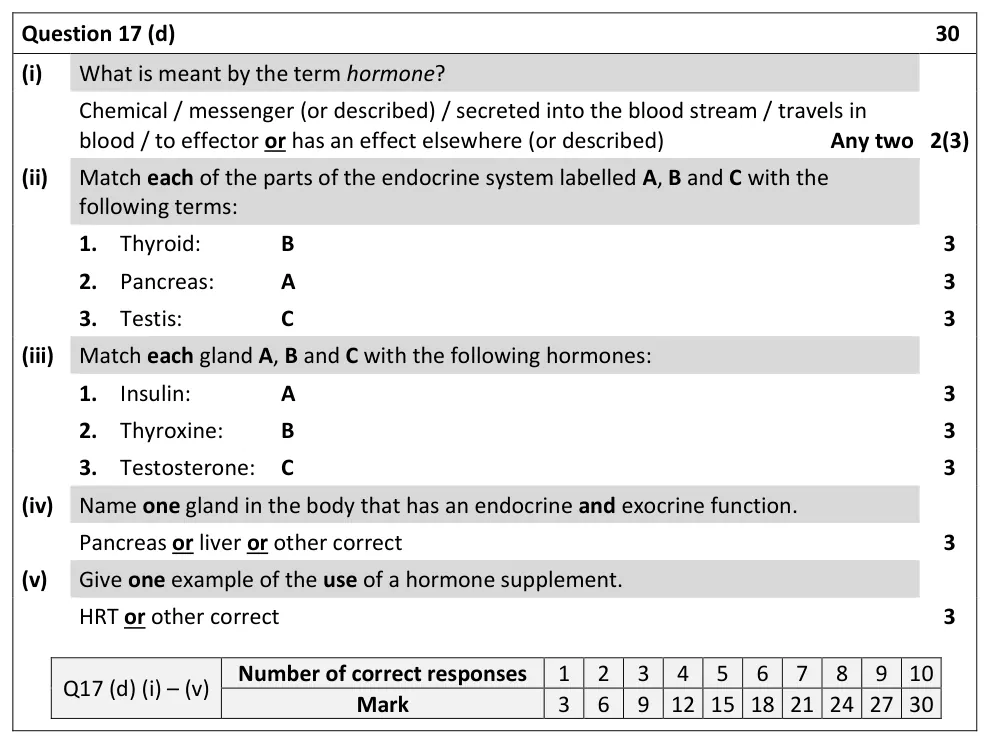 Question 17 (d) 30
(i) What is meant by the term hormone?
Chemical / messenger (or described) / secreted into the blood stream / travels in
blood / to effector or has an effect elsewhere (or described) Any two 2(3)
(ii) Match each of the parts of the endocrine system labelled A, B and C with the
following terms:
1. Thyroid: B 3
2. Pancreas: A 3
3. Testis: C 3
(iii) Match each gland A, B and C with the following hormones:
1. Insulin: A 3
2. Thyroxine: B 3
3. Testosterone: C 3
(iv) Name one gland in the body that has an endocrine and exocrine function.
Pancreas or liver or other correct 3
(v) Give one example of the use of a hormone supplement.
HRT or other correct 3
Q17 (d) (i) – (v)
Number of correct responses 1 2 3 4 5 6 7 8 9 10
Mark 3 6 9 12 15 18 21 24 27 30